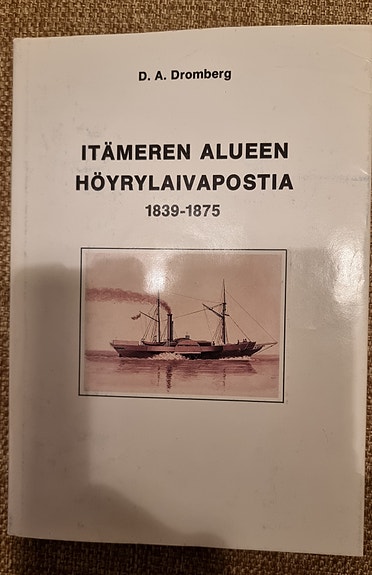 D. A. Dromberg
ITÄMEREN ALUEEN
HÖYRYLAIVAPOSTIA
1839-1875